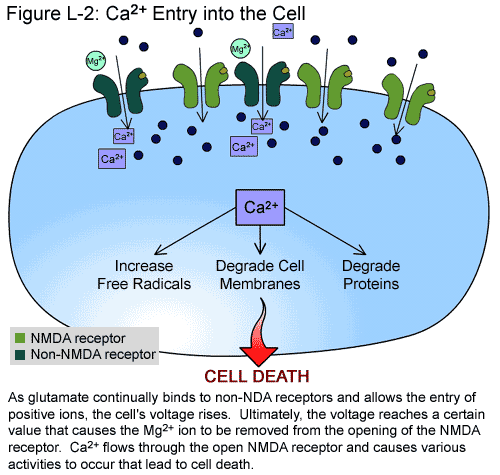 Figure L-2: Ca²⁺ Entry into the Cell
Mg²⁺
Mg²⁺
Ca²⁺
Ca²⁺
Ca²⁺
Ca²⁺
Ca²⁺
Ca²⁺
Increase
Free Radicals
Degrade Cell
Membranes
Degrade
Proteins
NMDA receptor
Non-NMDA receptor
CELL DEATH
As glutamate continually binds to non-NDA receptors and allows the entry of
positive ions, the cell's voltage rises. Ultimately, the voltage reaches a certain
value that causes the Mg²⁺ ion to be removed from the opening of the NMDA
receptor. Ca²⁺ flows through the open NMDA receptor and causes various
activities to occur that lead to cell death.